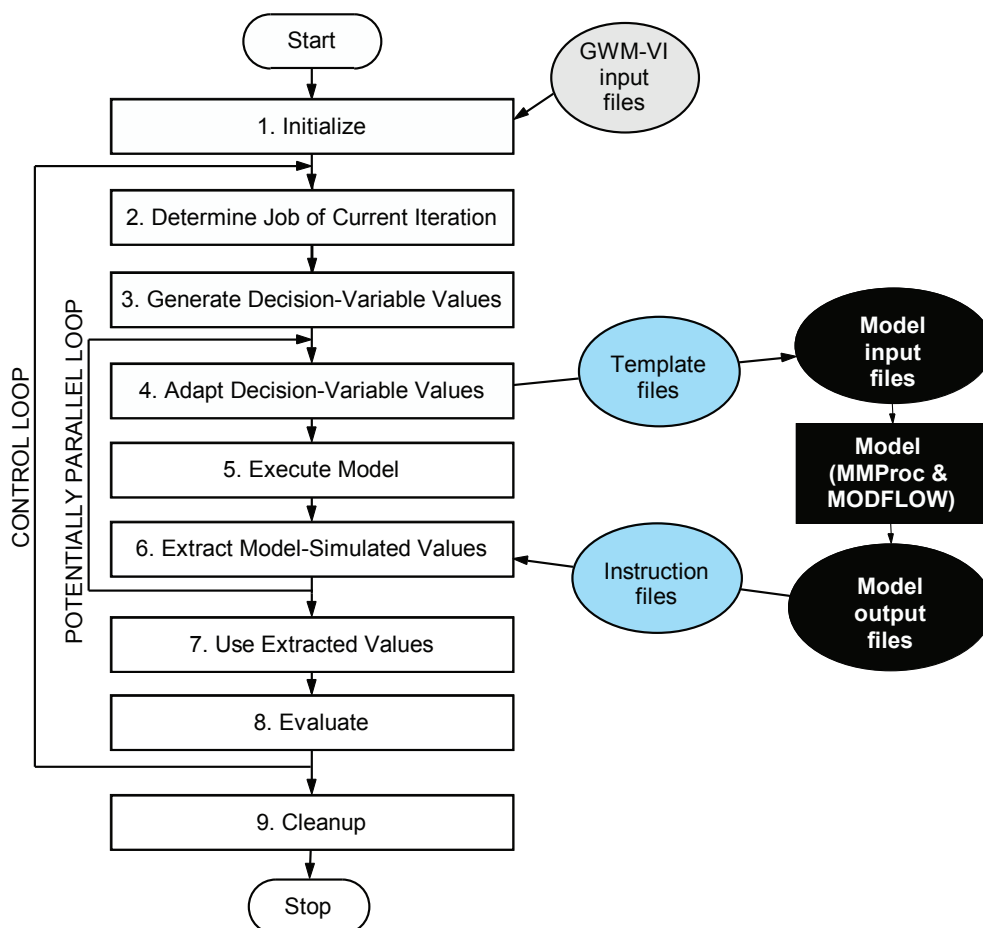 Start
GWM-VI
input
files
1. Initialize
2. Determine Job of Current Iteration
3. Generate Decision-Variable Values
CONTROL LOOP
POTENTIALLY PARALLEL LOOP
4. Adapt Decision-Variable Values
Template
files
Model
input
files
5. Execute Model
Model
(MMProc &
MODFLOW)
6. Extract Model-Simulated Values
Instruction
files
Model
output
files
7. Use Extracted Values
8. Evaluate
9. Cleanup
Stop